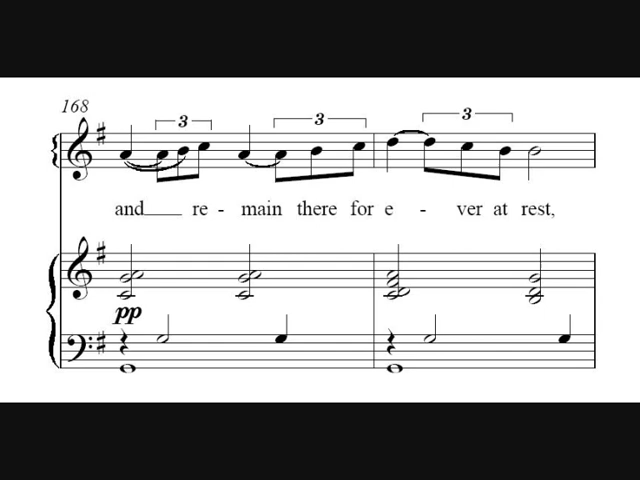 168
3 3 3
and re - main there for e - ver at rest,
pp